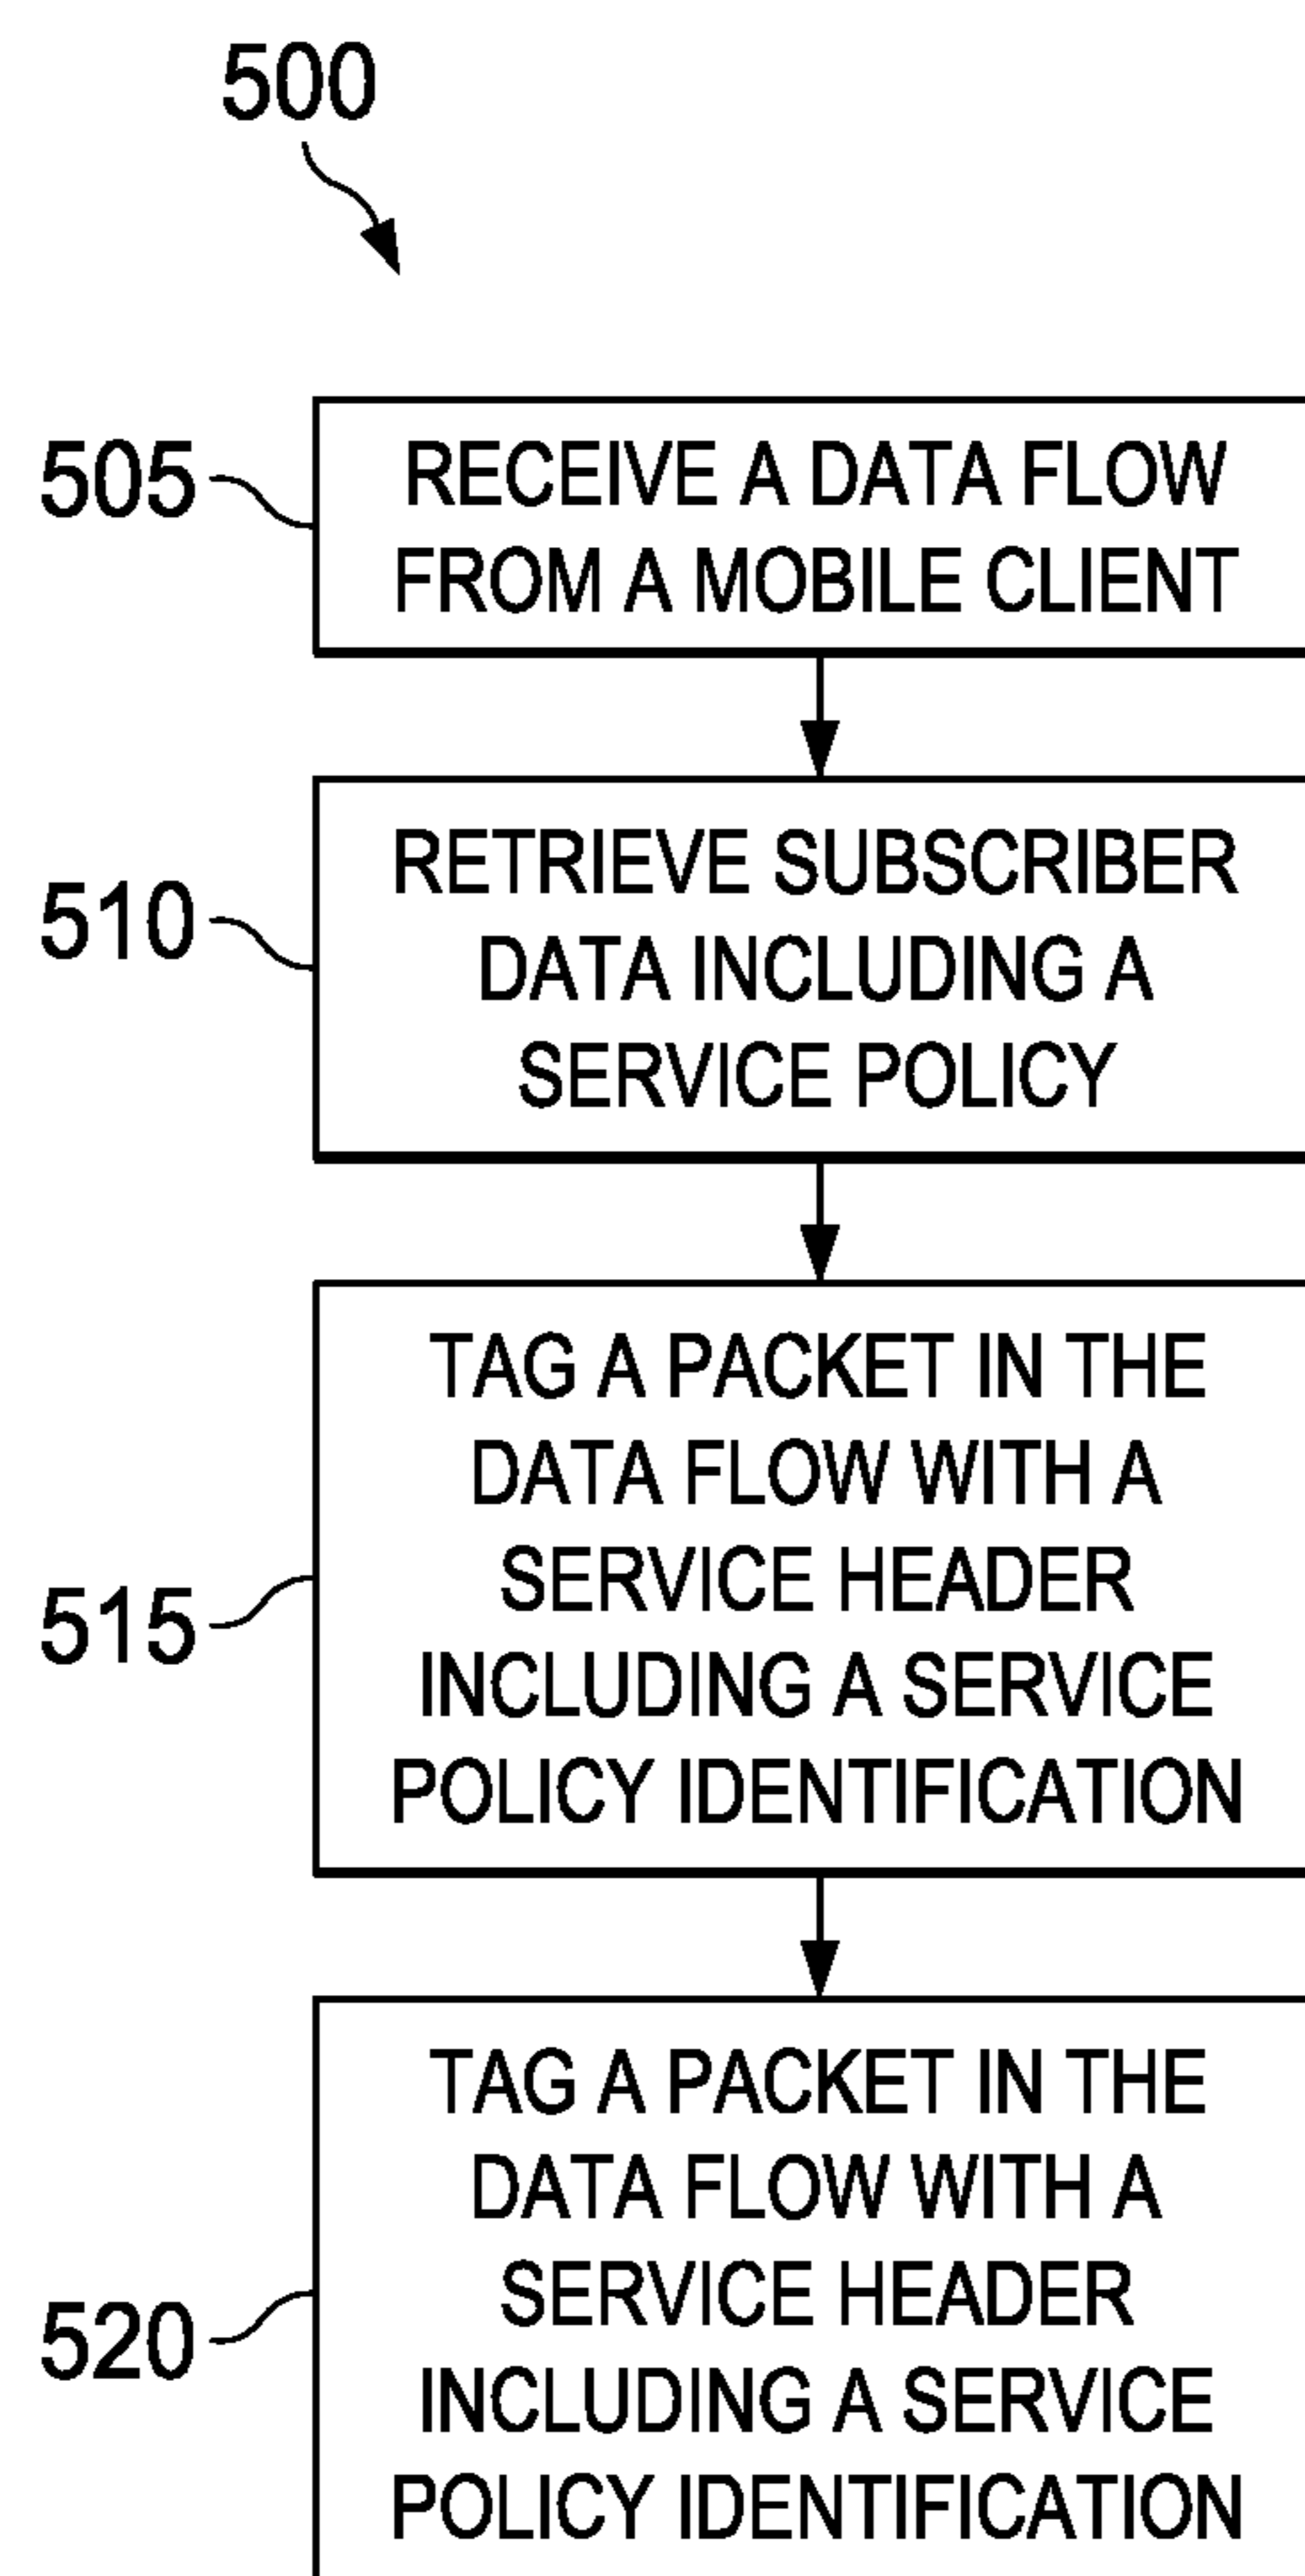 500
505
RECEIVE A DATA FLOW
FROM A MOBILE CLIENT
510
RETRIEVE SUBSCRIBER
DATA INCLUDING A
SERVICE POLICY
515
TAG A PACKET IN THE
DATA FLOW WITH A
SERVICE HEADER
INCLUDING A SERVICE
POLICY IDENTIFICATION
520
TAG A PACKET IN THE
DATA FLOW WITH A
SERVICE HEADER
INCLUDING A SERVICE
POLICY IDENTIFICATION